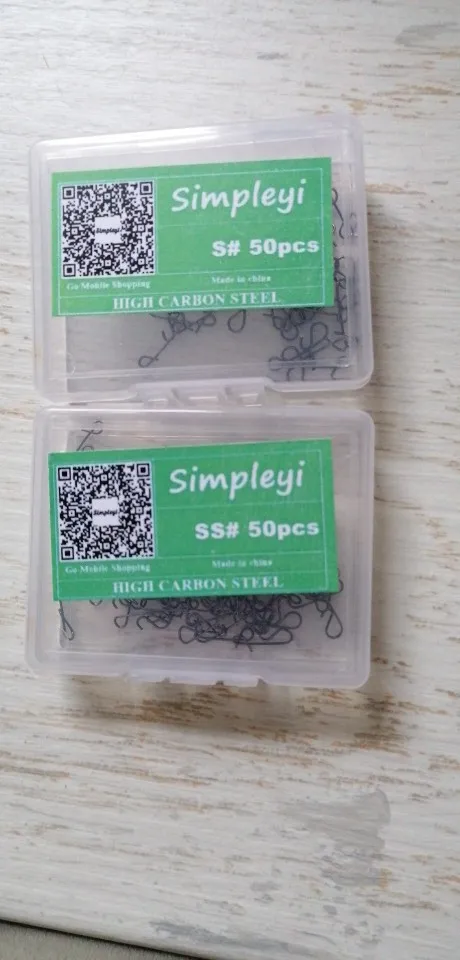 Simpleyi
S# 50pcs
Simpleyi
Go Mobile Shopping
Made in china
HIGH CARBON STEEL
Simpleyi
SS# 50pcs
Simpleyi
Go Mobile Shopping
Made in china
HIGH CARBON STEEL